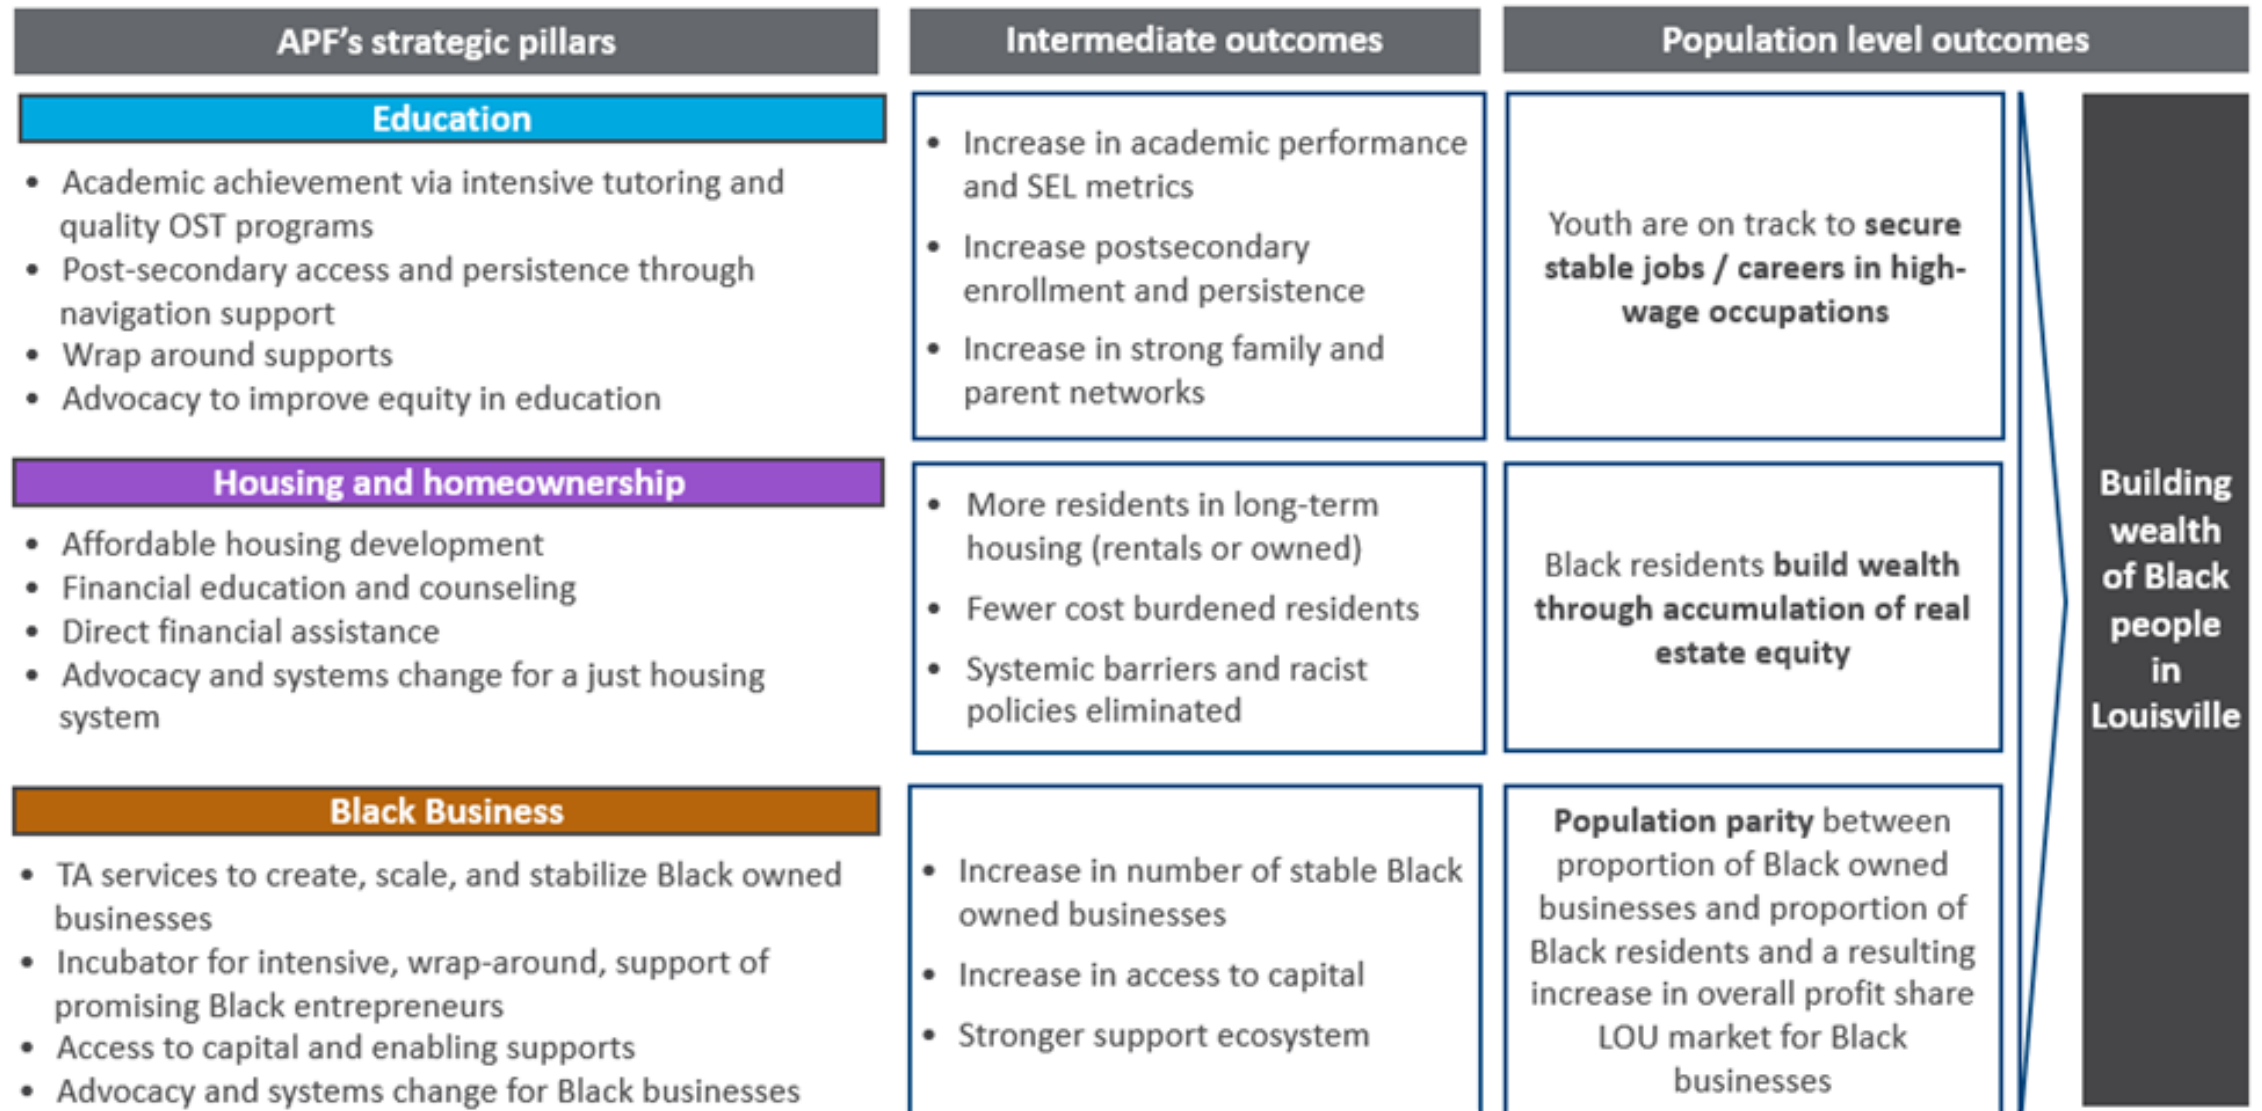 APF's strategic pillars
Intermediate outcomes
Population level outcomes
Education
• Academic achievement via intensive tutoring and
quality OST programs
• Post-secondary access and persistence through
navigation support
• Wrap around supports
• Advocacy to improve equity in education
• Increase in academic performance
and SEL metrics
• Increase postsecondary
enrollment and persistence
• Increase in strong family and
parent networks
Youth are on track to secure
stable jobs / careers in high-
wage occupations
Housing and homeownership
• Affordable housing development
• Financial education and counseling
• Direct financial assistance
• Advocacy and systems change for a just housing
system
• More residents in long-term
housing (rentals or owned)
• Fewer cost burdened residents
• Systemic barriers and racist
policies eliminated
Black residents build wealth
through accumulation of real
estate equity
Black Business
• TA services to create, scale, and stabilize Black owned
businesses
• Incubator for intensive, wrap-around, support of
promising Black entrepreneurs
• Access to capital and enabling supports
• Advocacy and systems change for Black businesses
• Increase in number of stable Black
owned businesses
• Increase in access to capital
• Stronger support ecosystem
Population parity between
proportion of Black owned
businesses and proportion of
Black residents and a resulting
increase in overall profit share
LOU market for Black
businesses
Building
wealth
of Black
people
in
Louisville